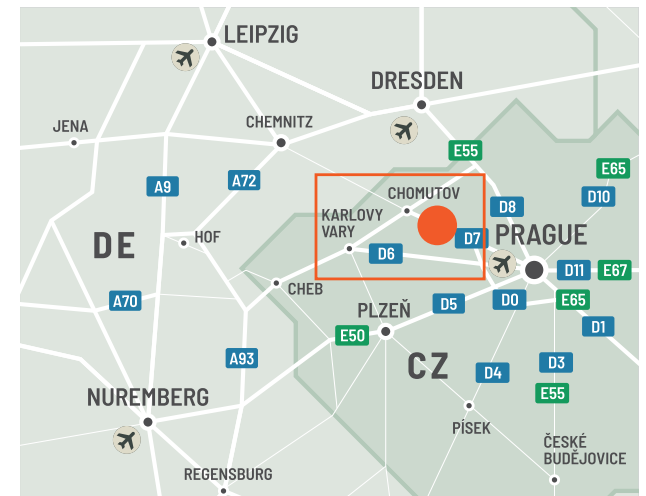 LEIPZIG
DRESDEN
JENA
CHEMNITZ
E55
E65
A9
A72
CHOMUTOV
D10
D8
KARLOVY
VARY
D7
PRAGUE
DE
HOF
D6
D11
E67
CHEB
A70
D5
D0
E65
PLZEŇ
E50
D1
A93
CZ
D4
D3
E55
NUREMBERG
PÍSEK
ČESKÉ
BUDĚJOVICE
REGENSBURG